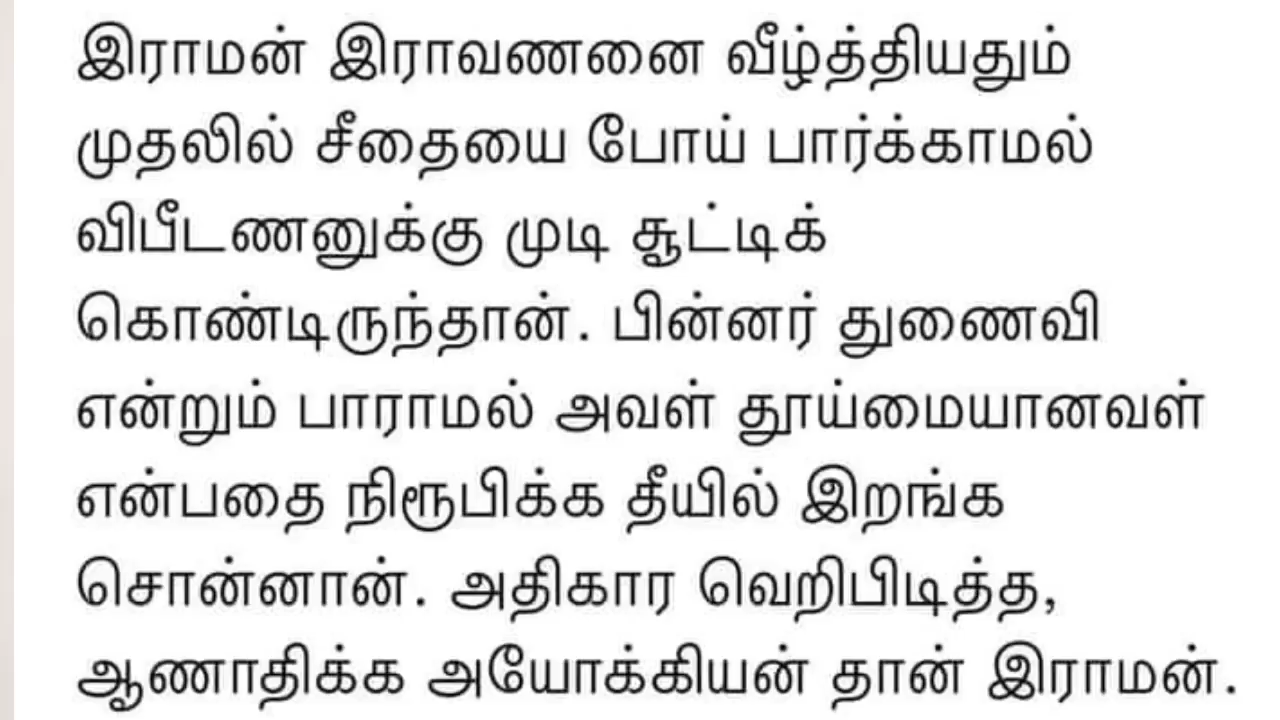 இராமன் இராவணனை வீழ்த்தியதும்
முதலில் சீதையை போய் பார்க்காமல்
விபீடணனுக்கு முடி சூட்டிக்
கொண்டிருந்தான். பின்னர் துணைவி
என்றும் பாராமல் அவள் தூய்மையானவள்
என்பதை நிரூபிக்க தீயில் இறங்க
சொன்னான். அதிகார வெறிபிடித்த,
ஆணாதிக்க அயோக்கியன் தான் இராமன்.